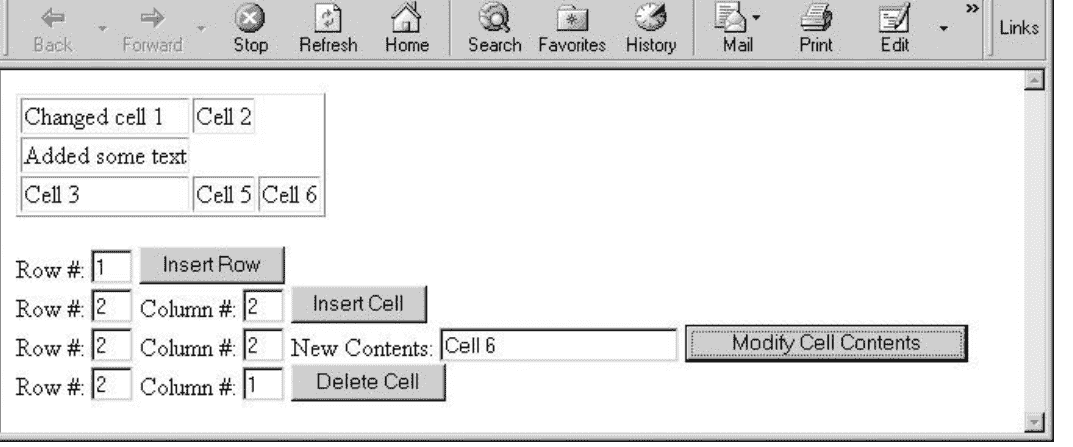 Back Forward Stop Refresh Home Search Favorites History Mail Print Edit » Links
Changed cell 1 Cell 2
Added some text
Cell 3 Cell 5 Cell 6
Row #: 1 Insert Row
Row #: 2 Column #: 2 Insert Cell
Row #: 2 Column #: 2 New Contents: Cell 6 Modify Cell Contents
Row #: 2 Column #: 1 Delete Cell